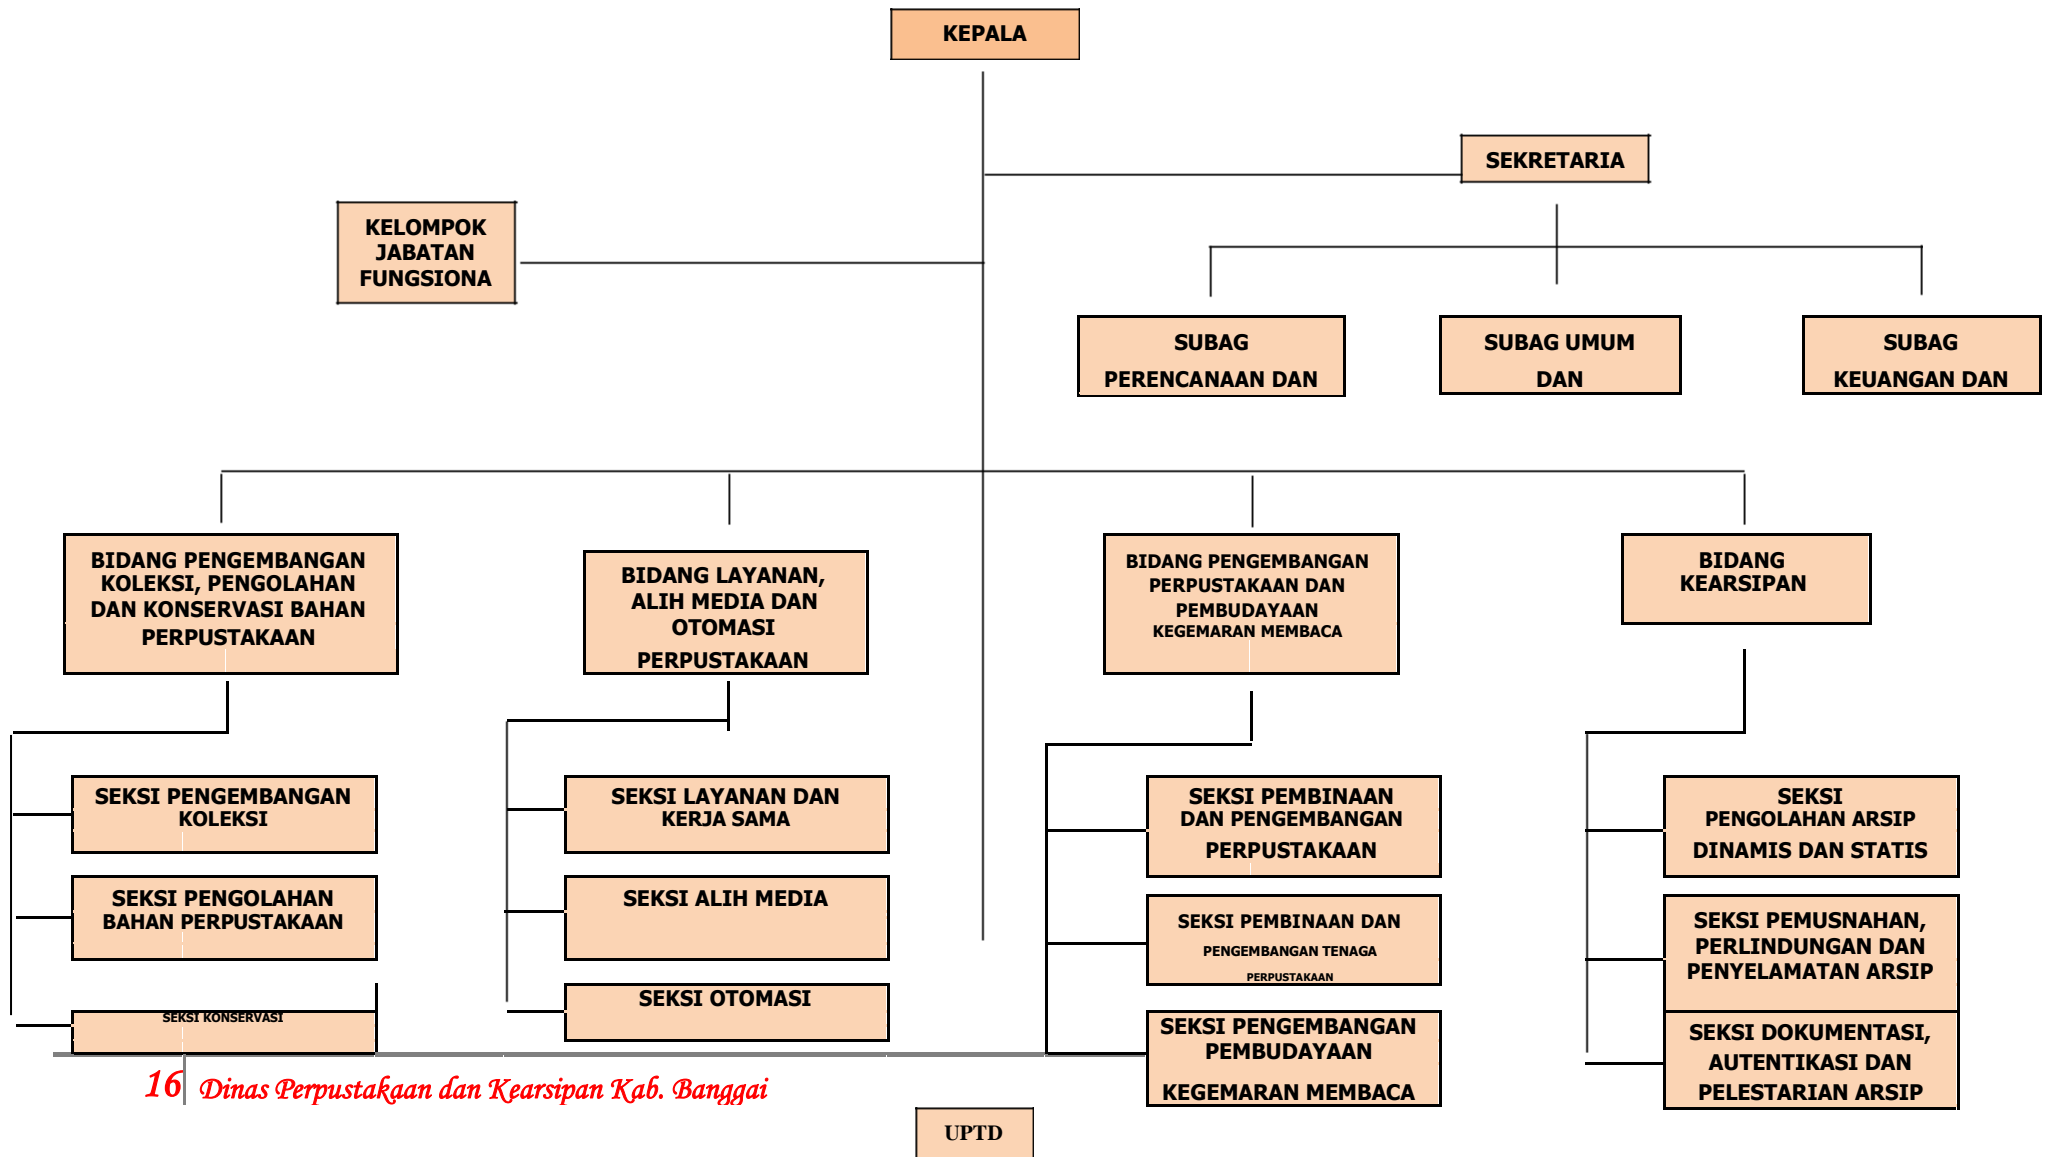 KEPALA
SEKRETARIA
KELOMPOK
JABATAN
FUNGSIONA
SUBAG
PERENCANAAN DAN
SUBAG UMUM
DAN
SUBAG
KEUANGAN DAN
BIDANG PENGEMBANGAN
KOLEKSI, PENGOLAHAN
DAN KONSERVASI BAHAN
PERPUSTAKAAN
BIDANG LAYANAN,
ALIH MEDIA DAN
OTOMASI
PERPUSTAKAAN
BIDANG PENGEMBANGAN
PERPUSTAKAAN DAN
PEMBUDAYAAN
KEGEMARAN MEMBACA
BIDANG
KEARSIPAN
SEKSI PENGEMBANGAN
KOLEKSI
SEKSI PENGOLAHAN
BAHAN PERPUSTAKAAN
SEKSI KONSERVASI
SEKSI LAYANAN DAN
KERJA SAMA
SEKSI ALIH MEDIA
SEKSI OTOMASI
SEKSI PEMBINAAN
DAN PENGEMBANGAN
PERPUSTAKAAN
SEKSI PEMBINAAN DAN
PENGEMBANGAN TENAGA
PERPUSTAKAAN
SEKSI PENGEMBANGAN
PEMBUDAYAAN
KEGEMARAN MEMBACA
SEKSI
PENGOLAHAN ARSIP
DINAMIS DAN STATIS
SEKSI PEMUSNAHAN,
PERLINDUNGAN DAN
PENYELAMATAN ARSIP
SEKSI DOKUMENTASI,
AUTENTIKASI DAN
PELESTARIAN ARSIP
16 Dinas Perpustakaan dan Kearsipan Kab. Banggai
UPTD